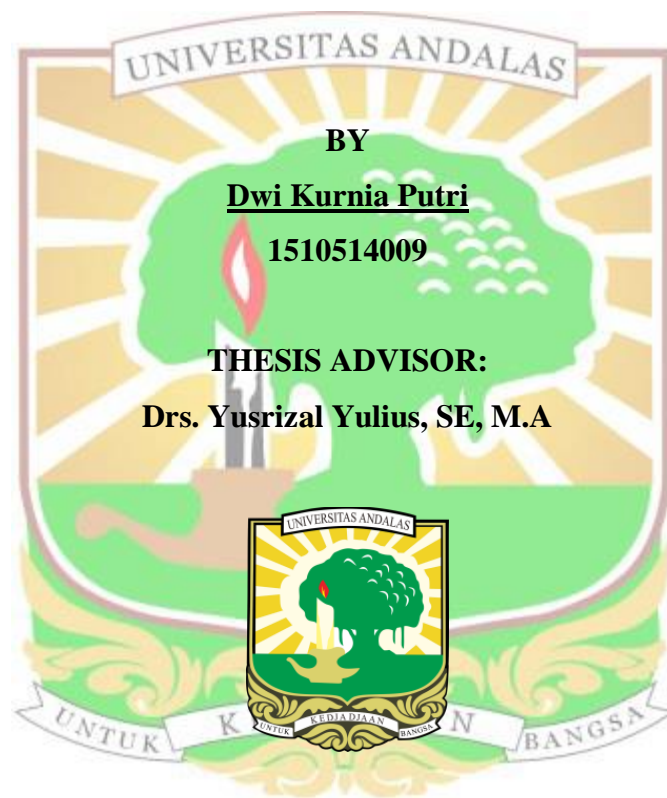 UNIVERSITAS ANDALAS
BY
Dwi Kurnia Putri
1510514009
THESIS ADVISOR:
Drs. Yusrizal Yulius, SE, M.A
UNIVERSITAS ANDALAS
UNTUK KEDJADJAAN BANGSA
UNTUK K N BANGSA